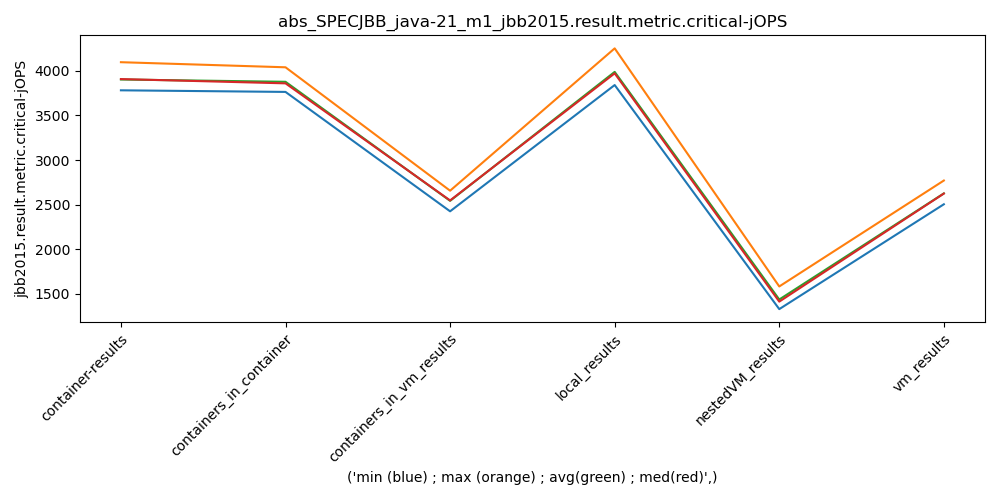 abs_SPECJBB_java-21_m1_jbb2015.result.metric.critical-jOPS
jbb2015.result.metric.critical-jOPS
4000
3500
3000
2500
2000
1500
container-results
containers_in_container
containers_in_vm_results
local_results
nestedVM_results
vm_results
('min (blue) ; max (orange) ; avg(green) ; med(red)',)